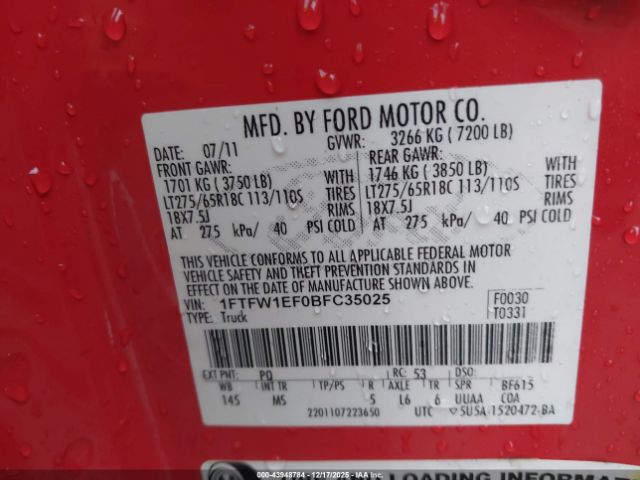 MFD. BY FORD MOTOR CO.
DATE: 07/11 GVWR: 3266 KG ( 7200 LB)
FRONT GAWR: REAR GAWR:
1701 KG ( 3750 LB) WITH 1746 KG ( 3850 LB) WITH
LT275/65R18C 113/110S TIRES LT275/65R18C 113/110S TIRES
18X7.5J RIMS 18X7.5J RIMS
AT 275 kPa/ 40 PSI COLD AT 275 kPa/ 40 PSI COLD
THIS VEHICLE CONFORMS TO ALL APPLICABLE FEDERAL MOTOR
VEHICLE SAFETY AND THEFT PREVENTION STANDARDS IN
EFFECT ON THE DATE OF MANUFACTURE SHOWN ABOVE.
VIN: 1FTFW1EF0BFC35025 F0030
TYPE: Truck T0331
EXT PNT: PQ RC: 53 DSO:
WB INT TR TP/PS R AXLE TR SPR BF615
145 MS 5 L6 6 UUAA COA
2201107223650 UTC 5U5A-1520472-BA
LOADING INFORMA
000-43948784 — 12/17/2025 — IAA Inc.